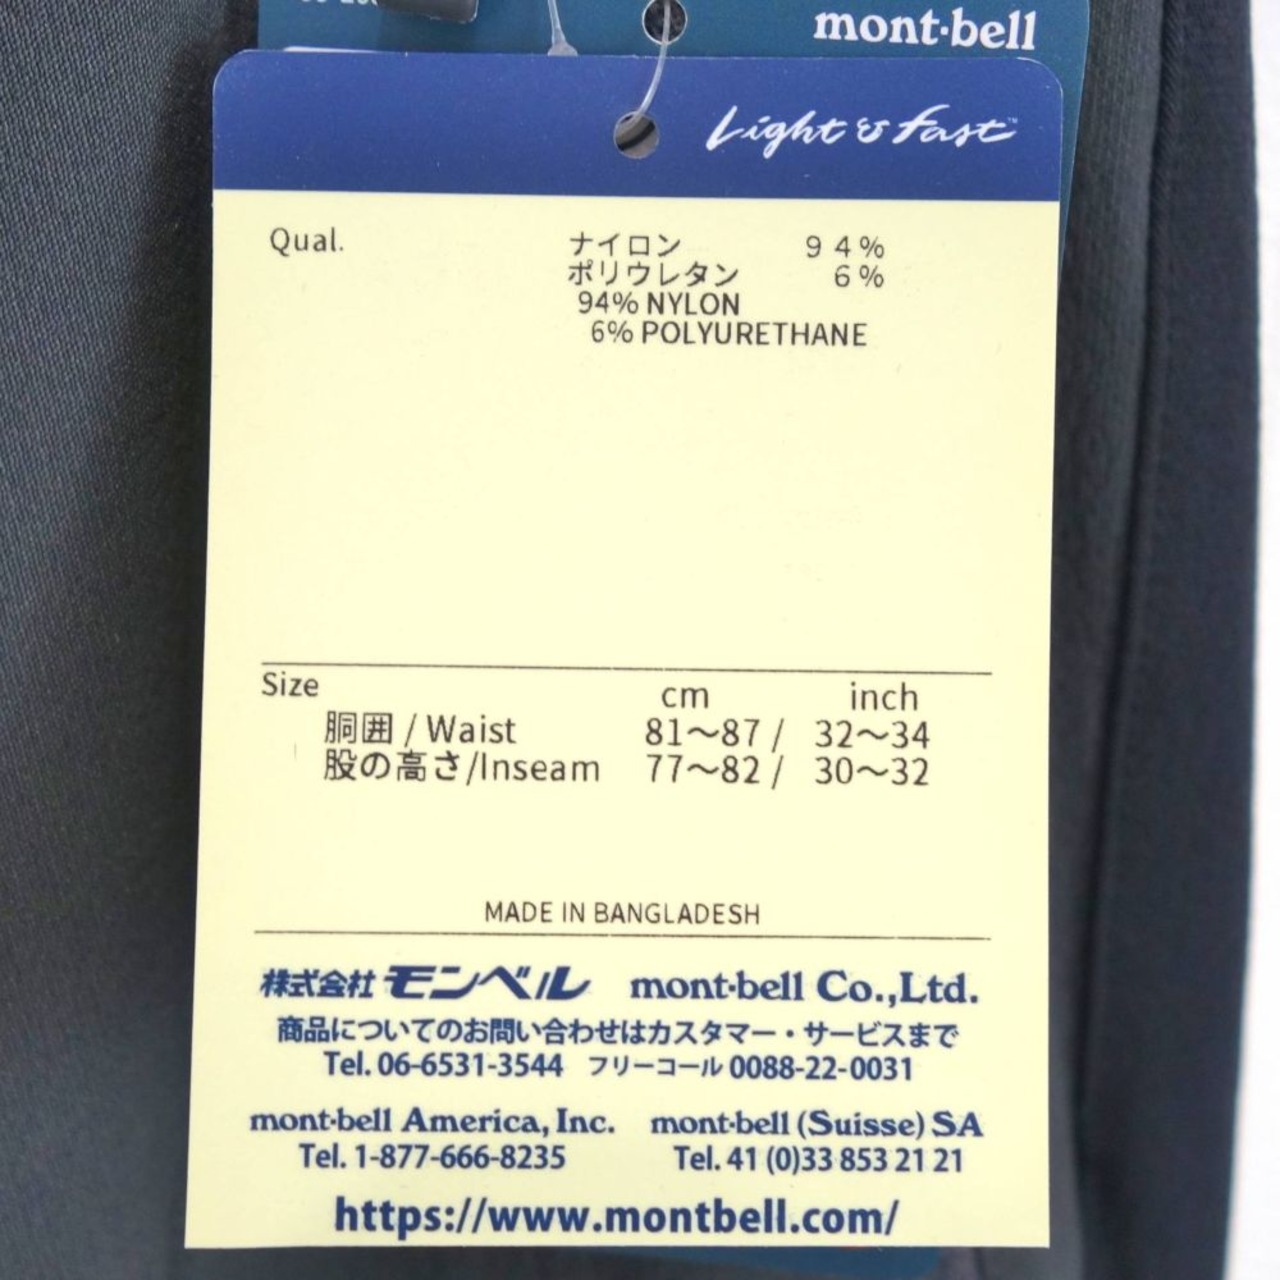 mont·bell
Light & Fast™
Qual.
ナイロン 94%
ポリウレタン 6%
94% NYLON
6% POLYURETHANE
Size cm inch
胴囲 / Waist 81～87 / 32～34
股の高さ/Inseam 77～82 / 30～32
MADE IN BANGLADESH
株式会社 モンベル mont·bell Co.,Ltd.
商品についてのお問い合わせはカスタマー・サービスまで
Tel. 06-6531-3544 フリーコール 0088-22-0031
mont·bell America, Inc. mont·bell (Suisse) SA
Tel. 1-877-666-8235 Tel. 41 (0)33 853 21 21
https://www.montbell.com/